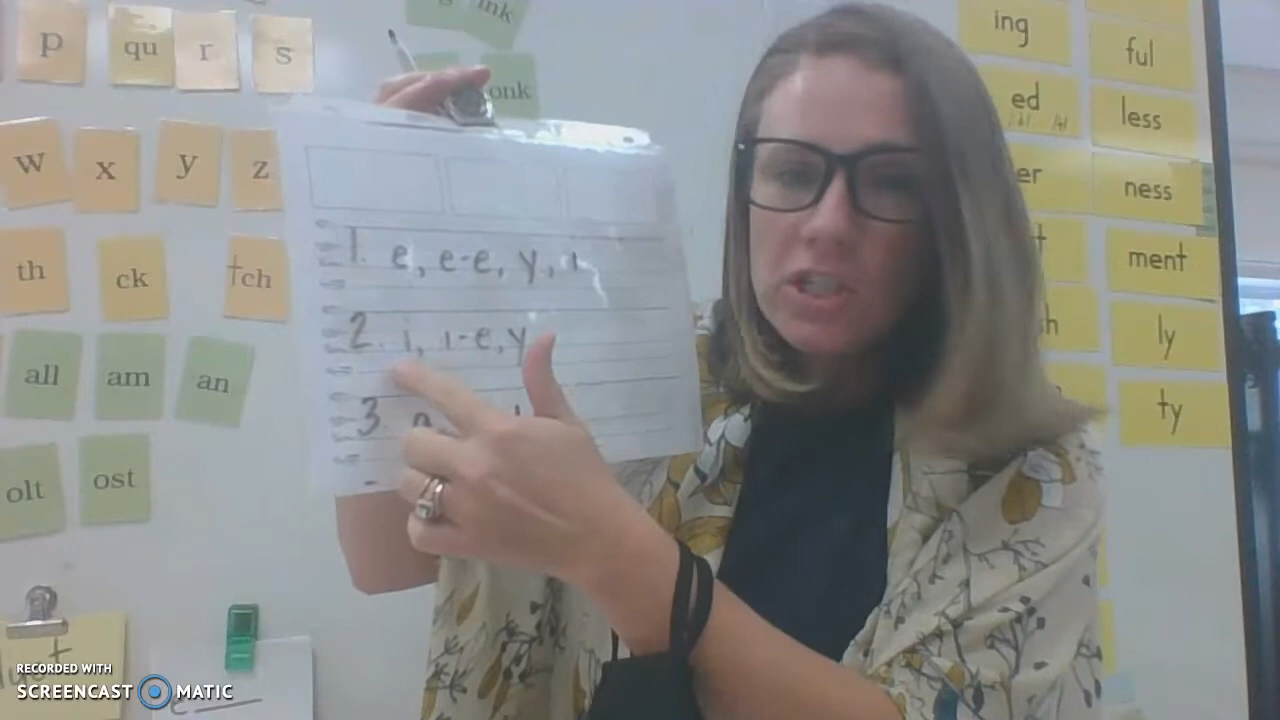 p qu r s
ink
onk
w x y z
th ck tch
all am an
olt ost
1. e, e-e, y, i
2. i, i-e, y
3.
ing
ed
er
ful
less
ness
ment
ly
ty
RECORDED WITH
SCREENCAST MATIC